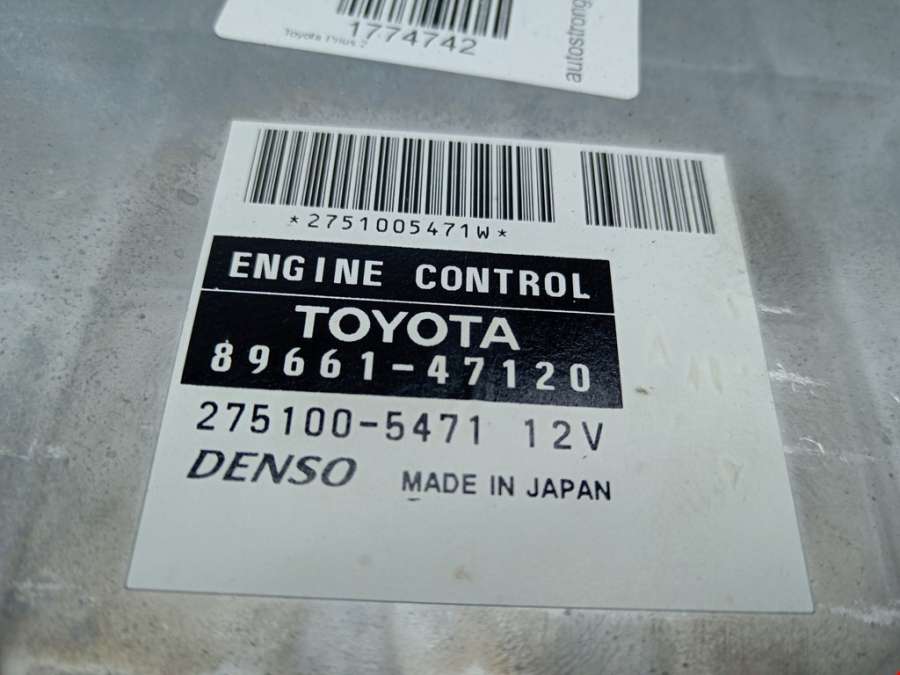 1774742
Toyota Prius 2
autostrong
*2751005471W*
ENGINE CONTROL
TOYOTA
89661-47120
275100-5471 12V
DENSO
MADE IN JAPAN